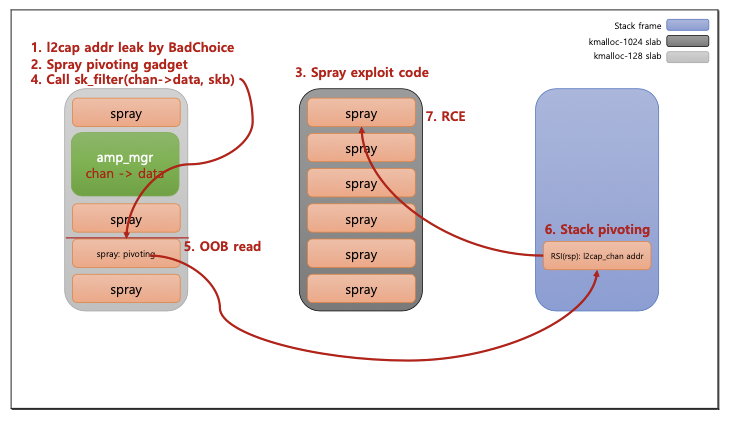 Stack frame
kmalloc-1024 slab
kmalloc-128 slab
1. l2cap addr leak by BadChoice
2. Spray pivoting gadget
4. Call sk_filter(chan->data, skb)
3. Spray exploit code
spray
amp_mgr
chan -> data
spray
spray: pivoting
spray
5. OOB read
spray
spray
spray
spray
spray
spray
7. RCE
6. Stack pivoting
RSI(rsp): l2cap_chan addr